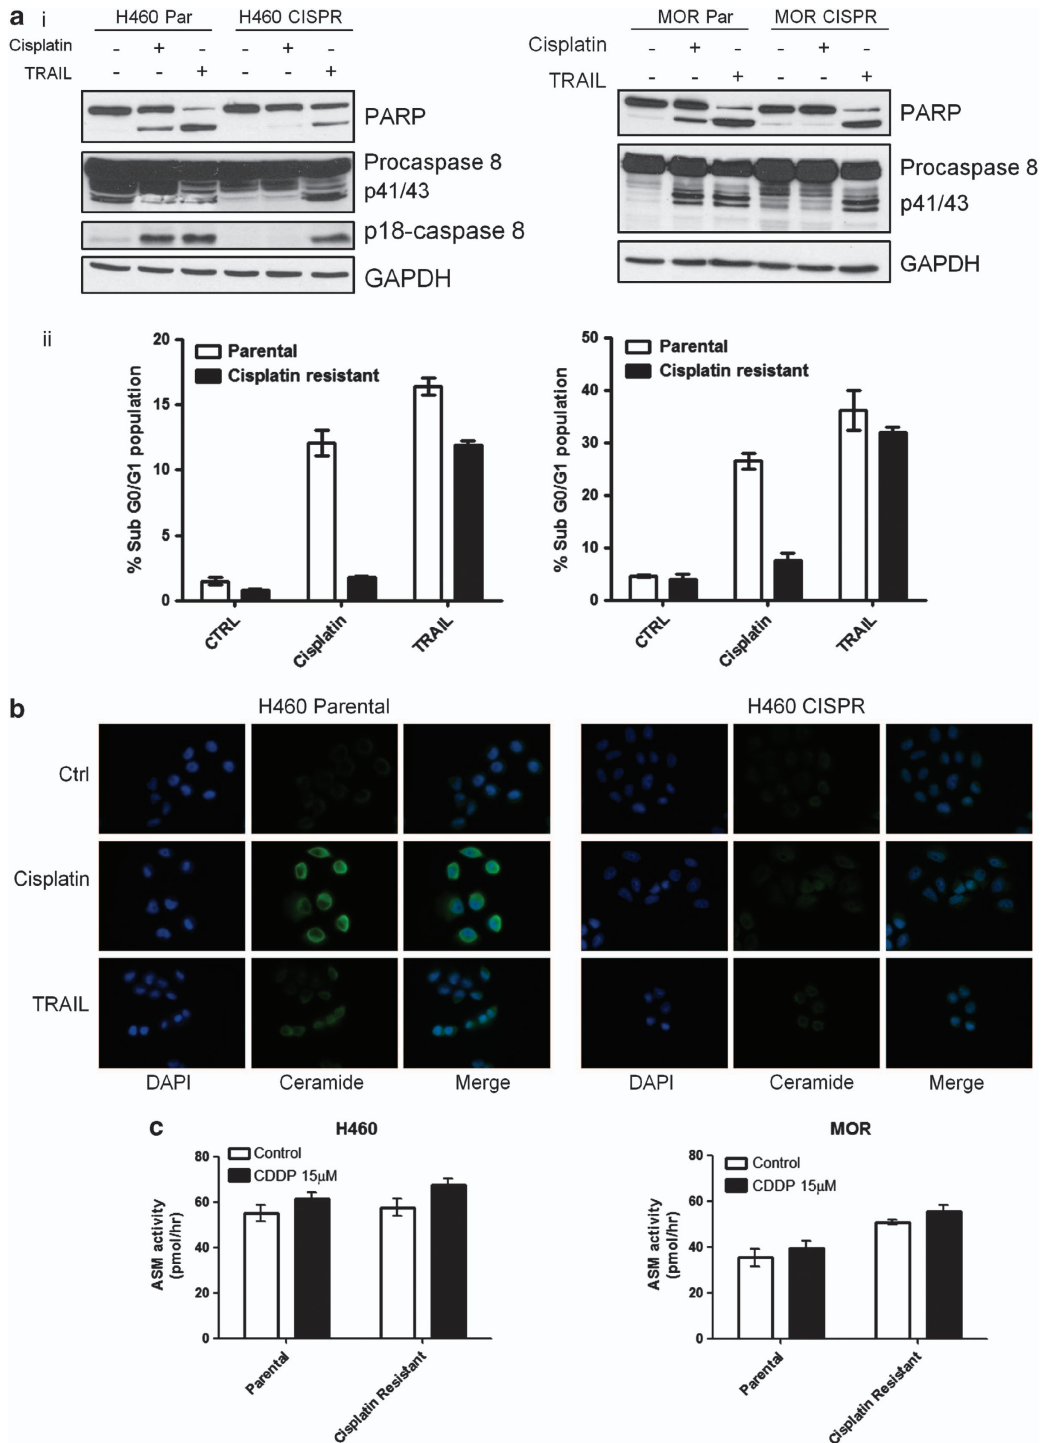 a i
H460 Par H460 CISPR
Cisplatin - + - - + -
TRAIL - - + - - +
PARP
Procaspase 8
p41/43
p18-caspase 8
GAPDH
MOR Par MOR CISPR
Cisplatin - + - - + -
TRAIL - - + - - +
PARP
Procaspase 8
p41/43
GAPDH
ii
% Sub G0/G1 population
20
15
10
5
0
Parental
Cisplatin resistant
CTRL
Cisplatin
TRAIL
% Sub G0/G1 population
50
40
30
20
10
0
Parental
Cisplatin resistant
CTRL
Cisplatin
TRAIL
b
H460 Parental H460 CISPR
Ctrl
Cisplatin
TRAIL
DAPI Ceramide Merge DAPI Ceramide Merge
c
H460
ASM activity
(pmol/hr)
80
60
40
20
0
Control
CDDP 15μM
Parental
Cisplatin Resistant
MOR
ASM activity
(pmol/hr)
80
60
40
20
0
Control
CDDP 15μM
Parental
Cisplatin Resistant